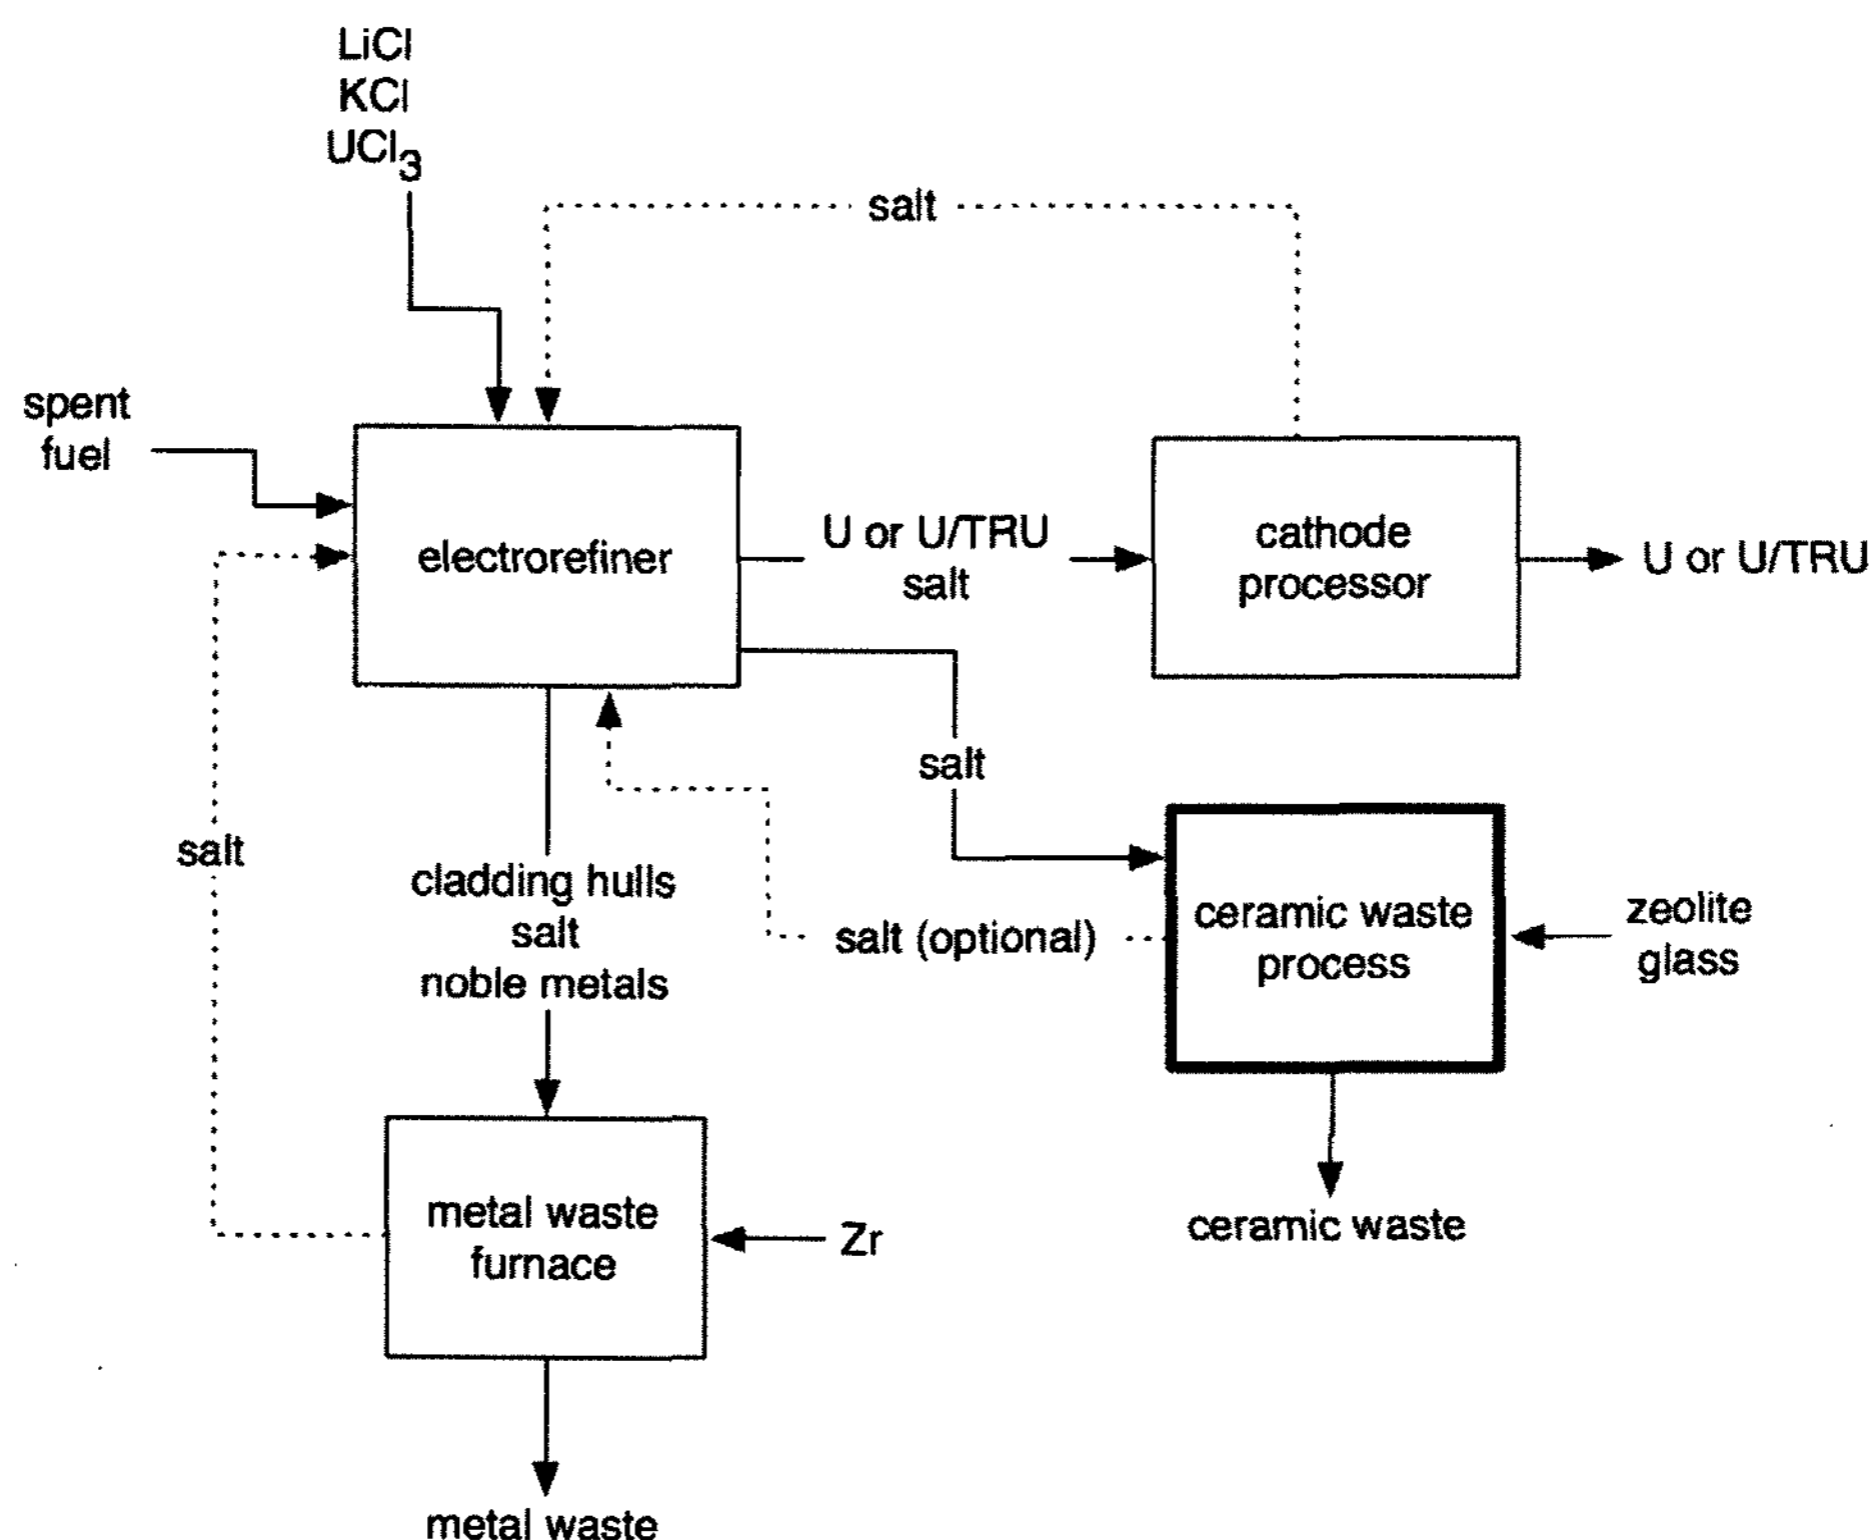 LiCl
KCl
UCl3
salt
spent
fuel
electrorefiner
U or U/TRU
salt
cathode
processor
U or U/TRU
salt
salt
cladding hulls
salt
noble metals
salt (optional)
ceramic waste
process
zeolite
glass
metal waste
furnace
Zr
ceramic waste
metal waste